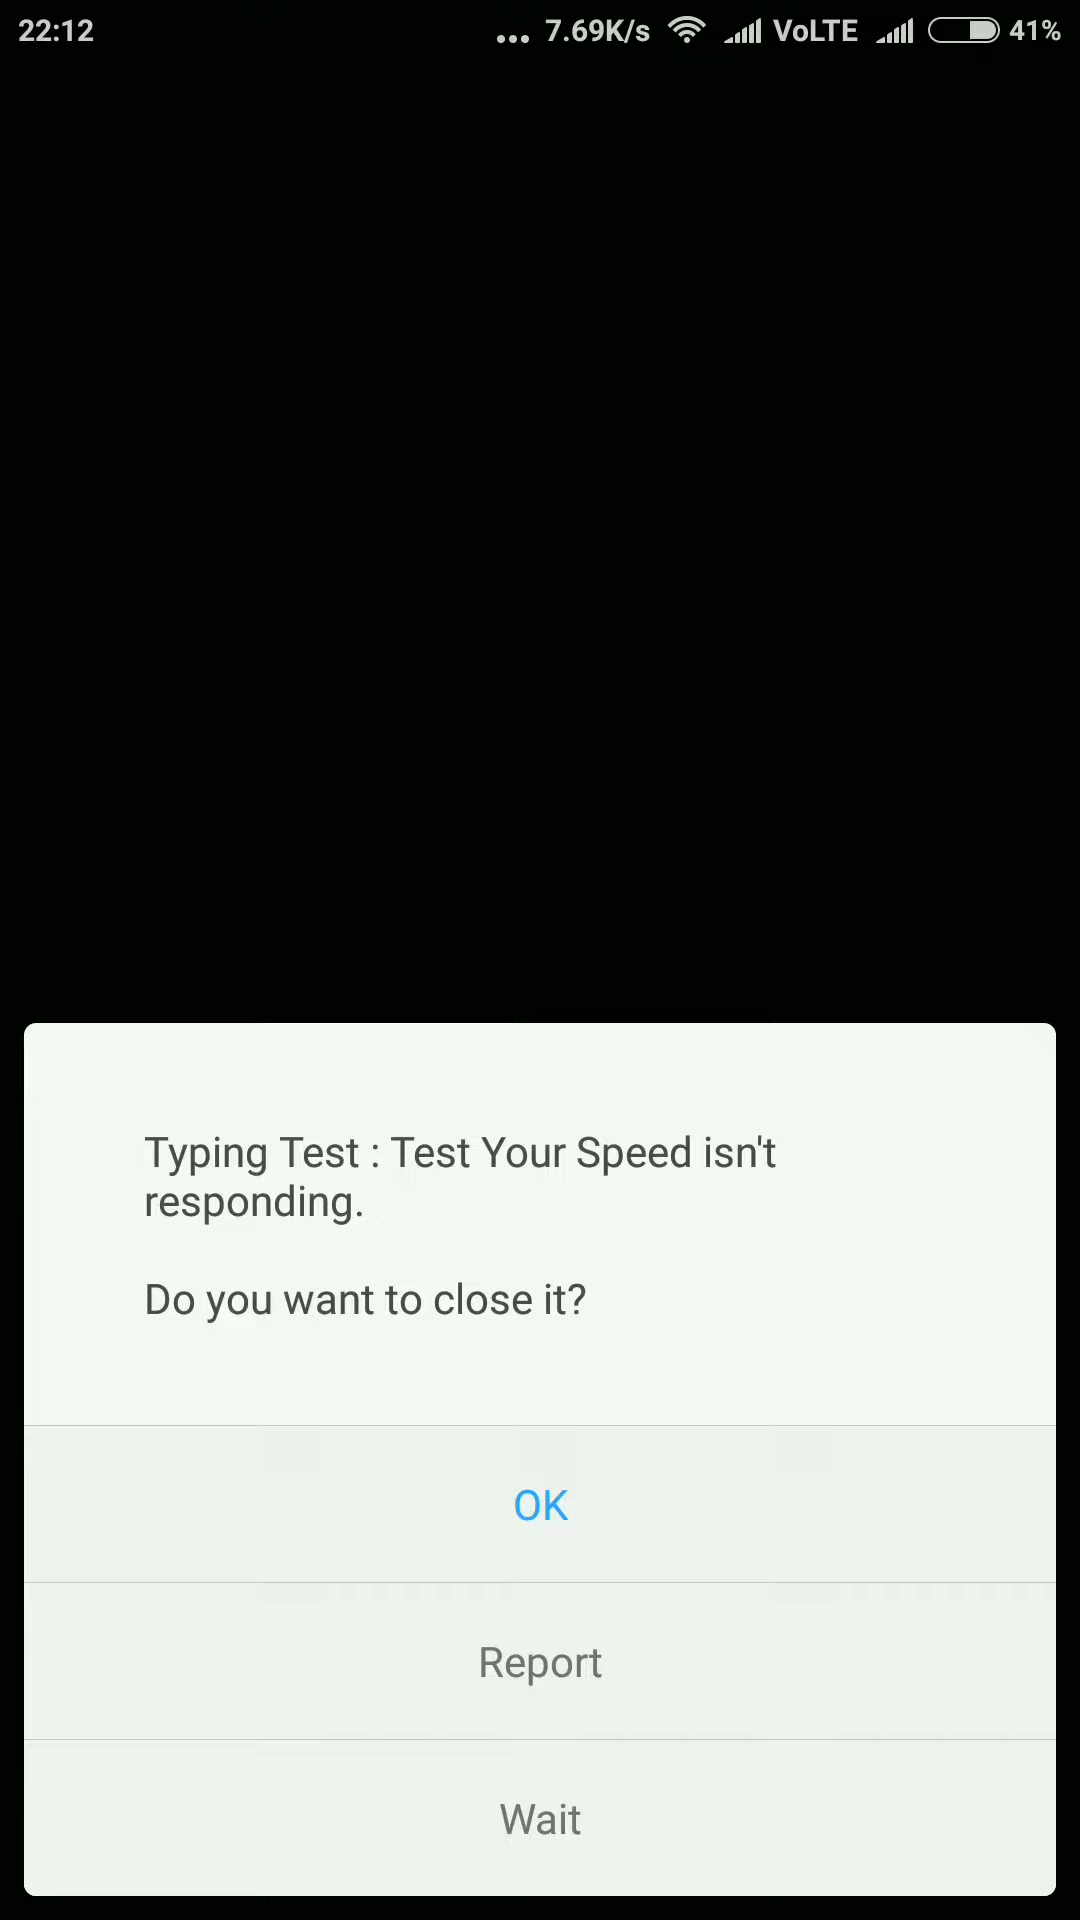 22:12 ... 7.69K/s VoLTE 41%
Typing Test : Test Your Speed isn't
responding.
Do you want to close it?
OK
Report
Wait